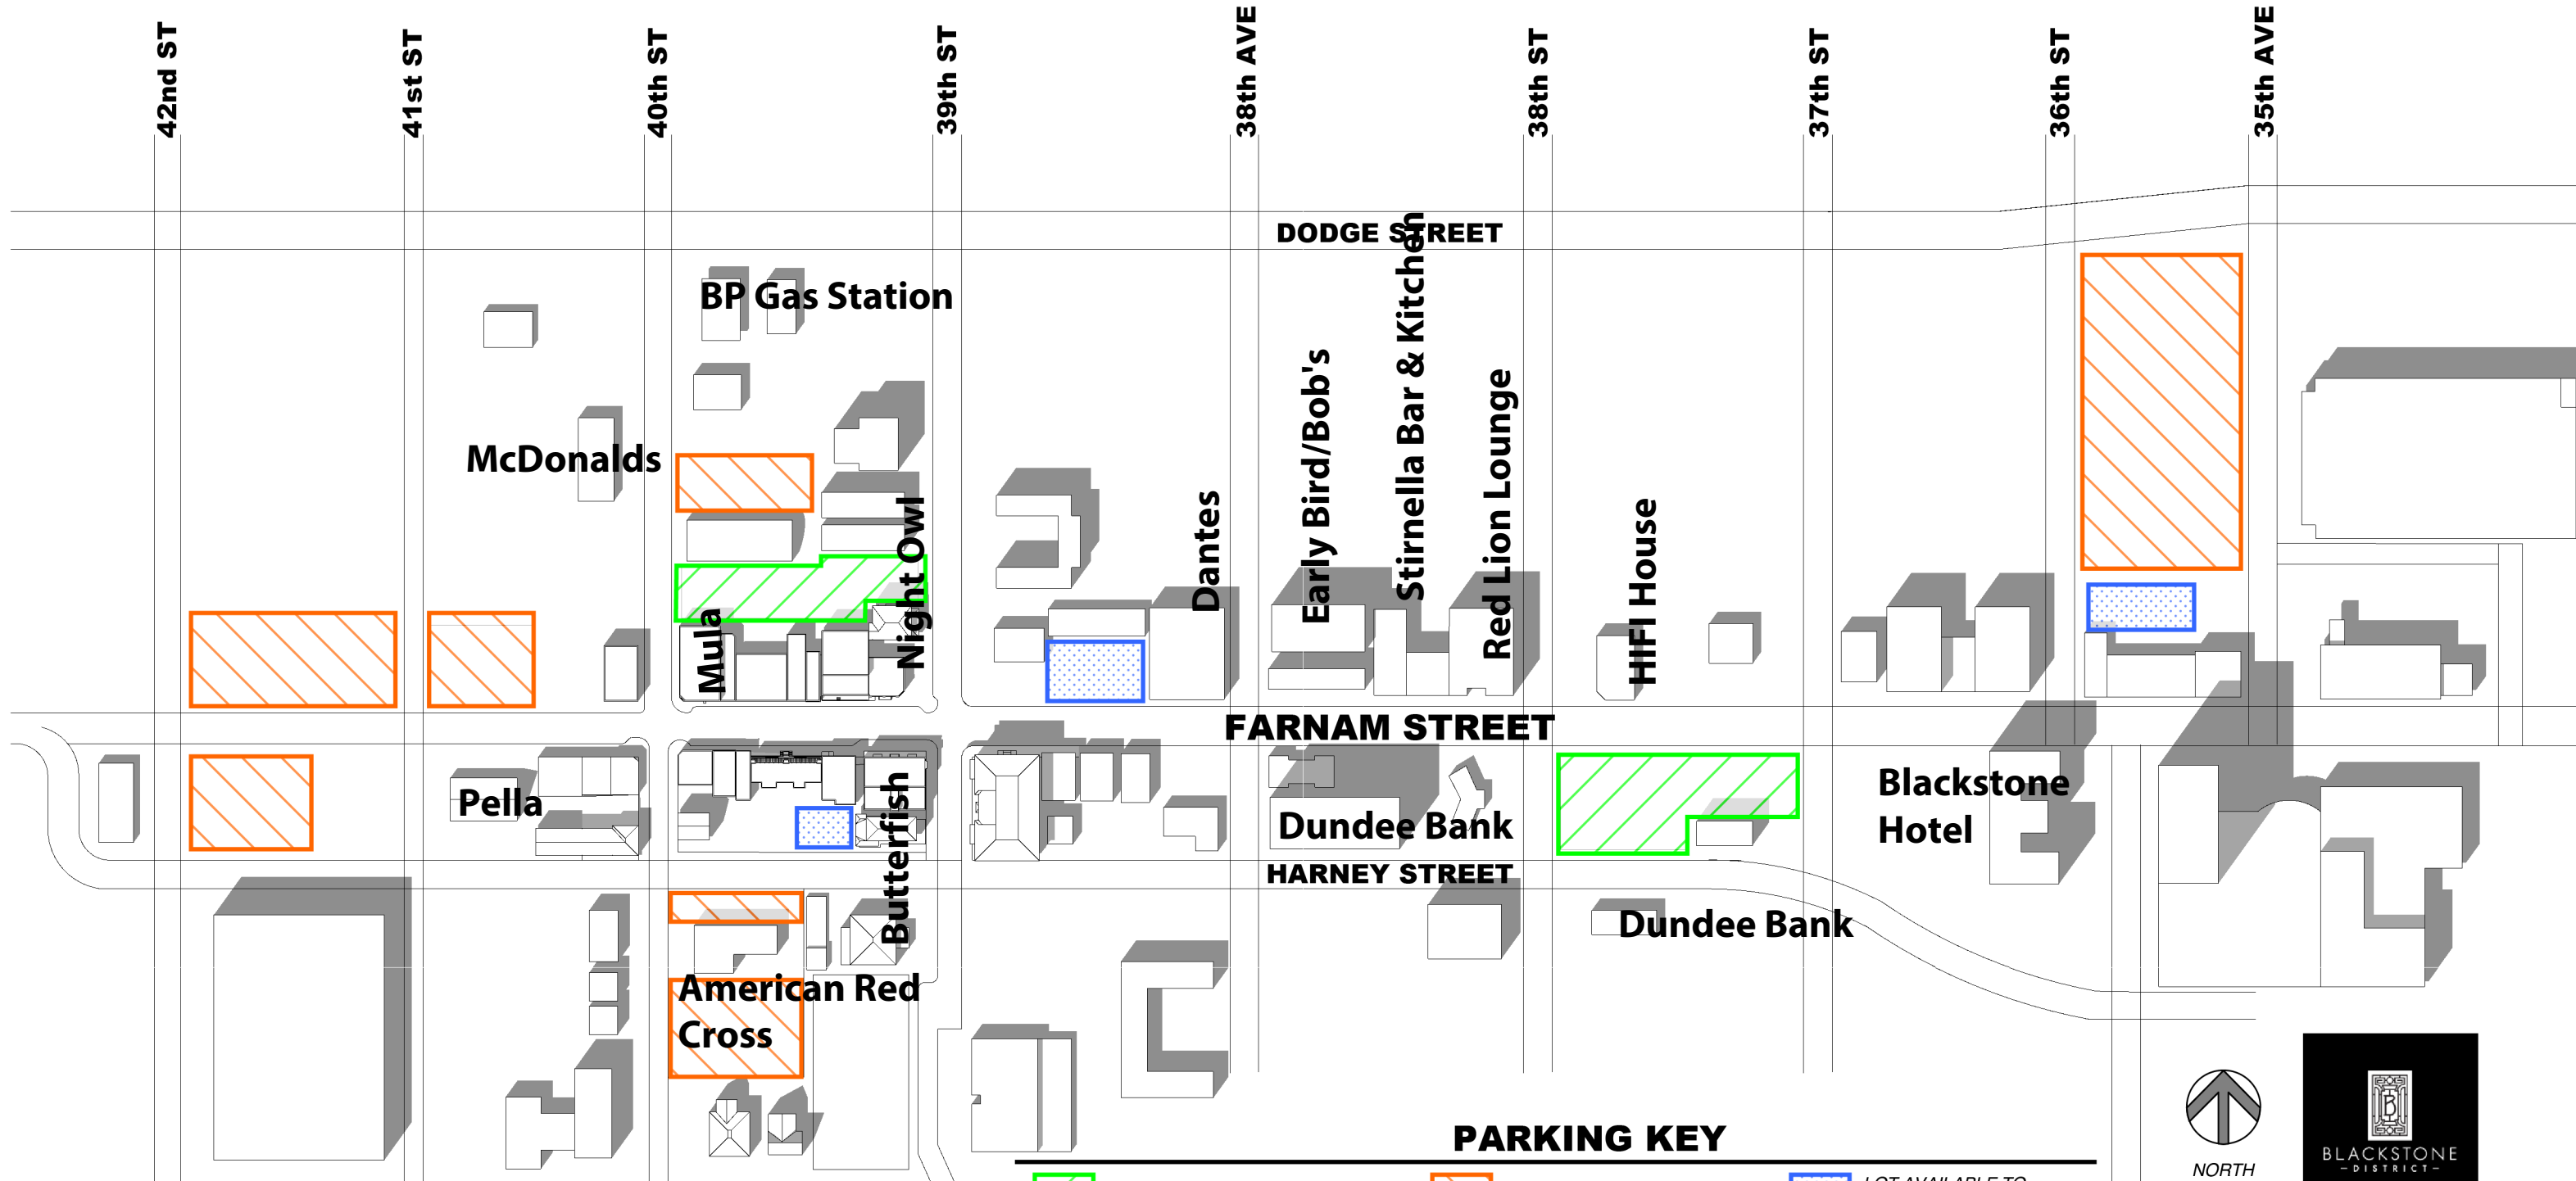 42nd ST
41st ST
40th ST
39th ST
38th AVE
38th ST
37th ST
36th ST
35th AVE
DODGE STREET
BP Gas Station
McDonalds
Mula
Night Owl
Dantes
Early Bird/Bob's
Stirnella Bar & Kitchen
Red Lion Lounge
HIFI House
FARNAM STREET
Pella
Butterfish
Dundee Bank
Blackstone
Hotel
HARNEY STREET
Dundee Bank
American Red
Cross
PARKING KEY
LOT AVAILABLE TO
NORTH
B
BLACKSTONE
– DISTRICT –